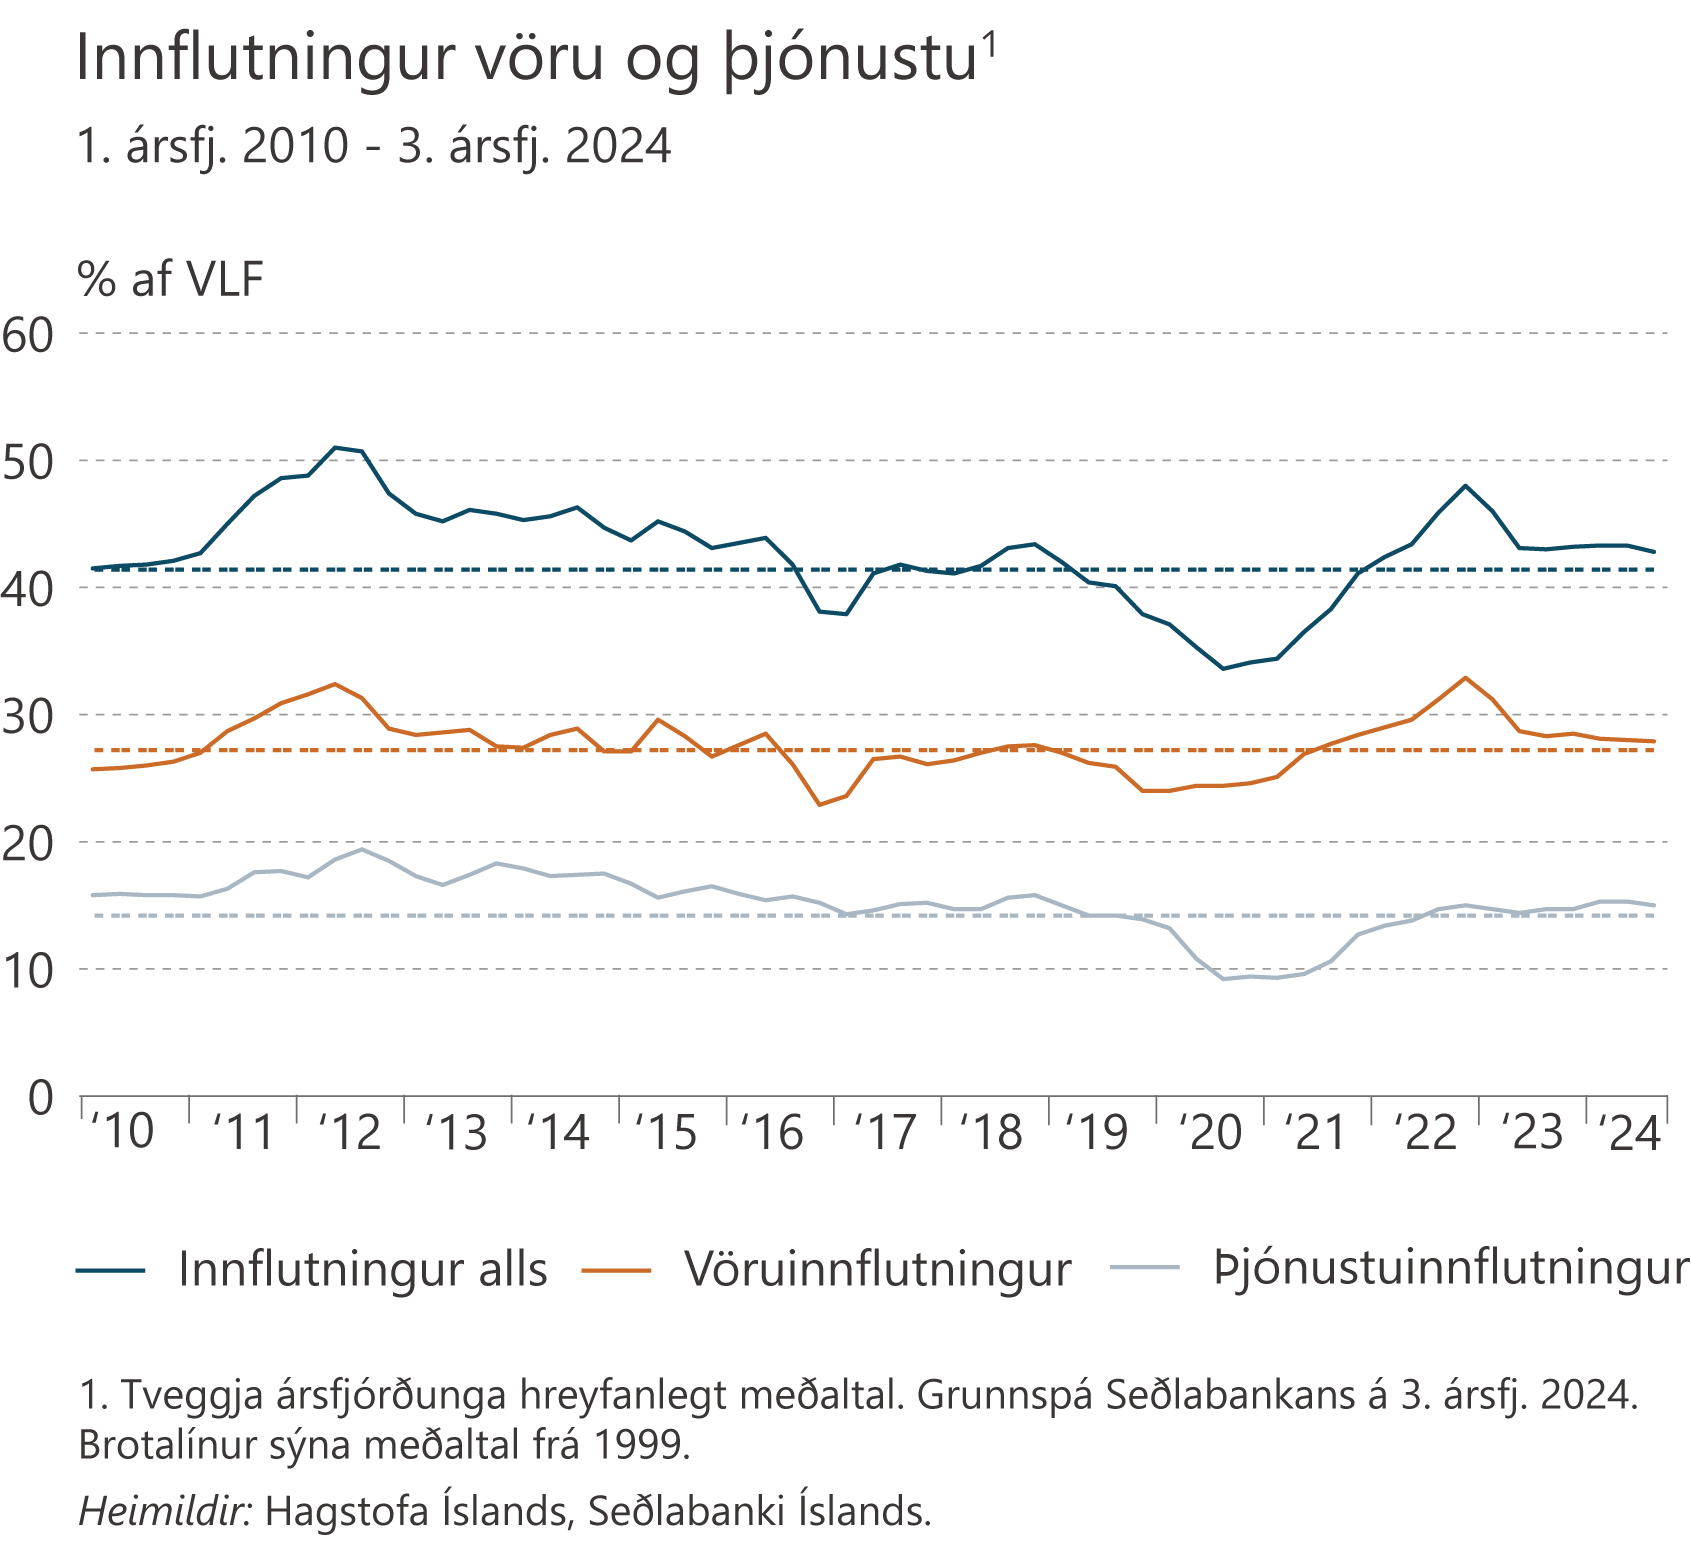 Innflutningur vöru og þjónustu¹
1. ársfj. 2010 - 3. ársfj. 2024
% af VLF
60
50
40
30
20
10
0
‘10 ‘11 ‘12 ‘13 ‘14 ‘15 ‘16 ‘17 ‘18 ‘19 ‘20 ‘21 ‘22 ‘23 ‘24
Innflutningur alls Vöruinnflutningur Þjónustuinnflutningur
1. Tveggja ársfjórðunga hreyfanlegt meðaltal. Grunnspá Seðlabankans á 3. ársfj. 2024.
Brotalínur sýna meðaltal frá 1999.
Heimildir: Hagstofa Íslands, Seðlabanki Íslands.